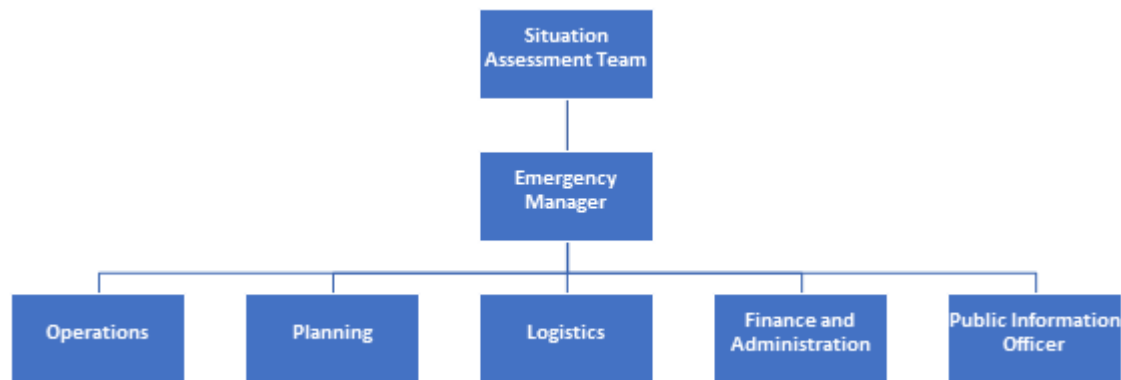 Situation
Assessment Team
Emergency
Manager
Operations
Planning
Logistics
Finance and
Administration
Public Information
Officer